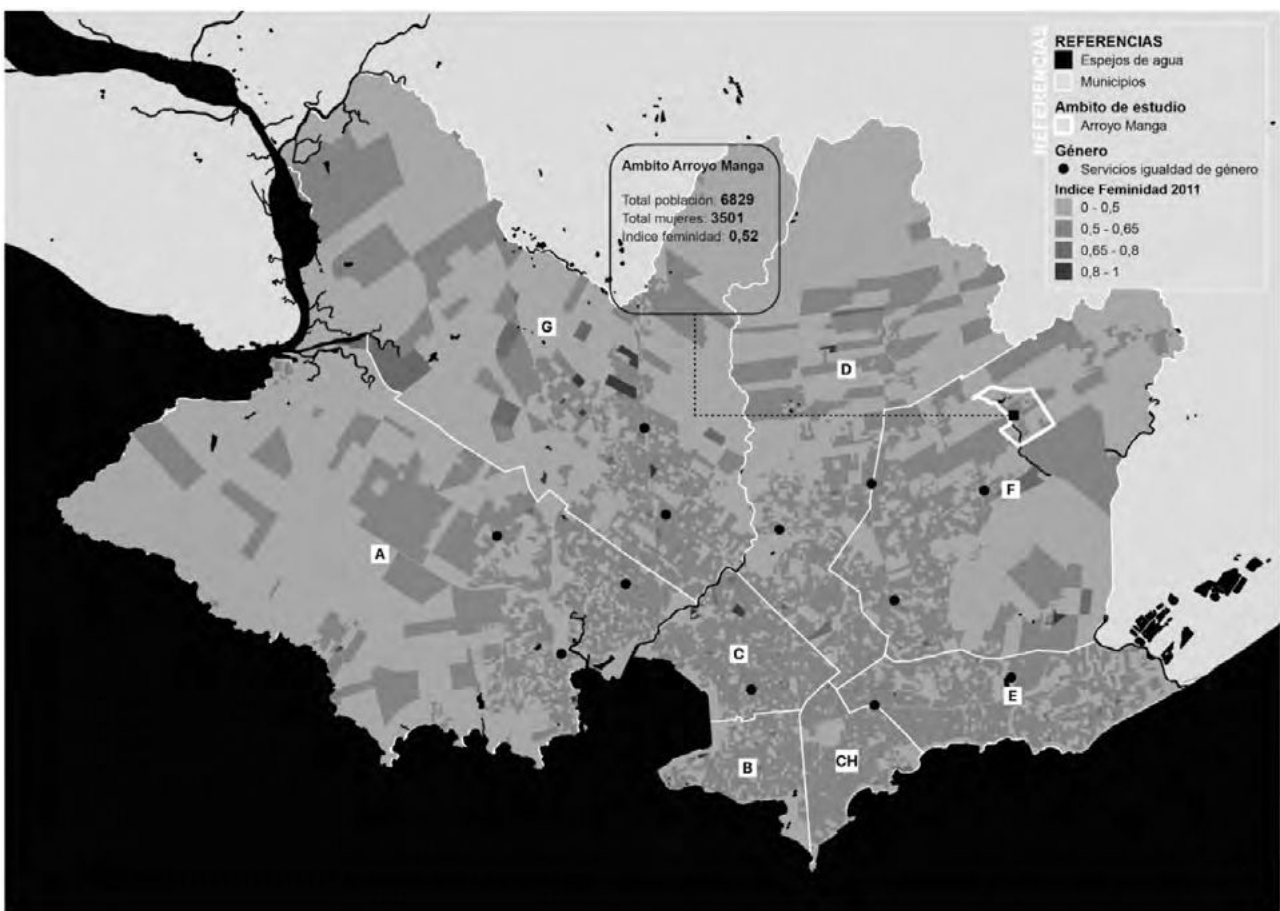 REFERENCIAS
REFERENCIAS
Espejos de agua
Municipios
Ambito de estudio
Arroyo Manga
Género
Servicios igualdad de género
Indice Feminidad 2011
0 - 0,5
0,5 - 0,65
0,65 - 0,8
0,8 - 1
Ambito Arroyo Manga
Total población: 6829
Total mujeres: 3501
Indice feminidad: 0,52
G
D
F
A
C
E
B
CH